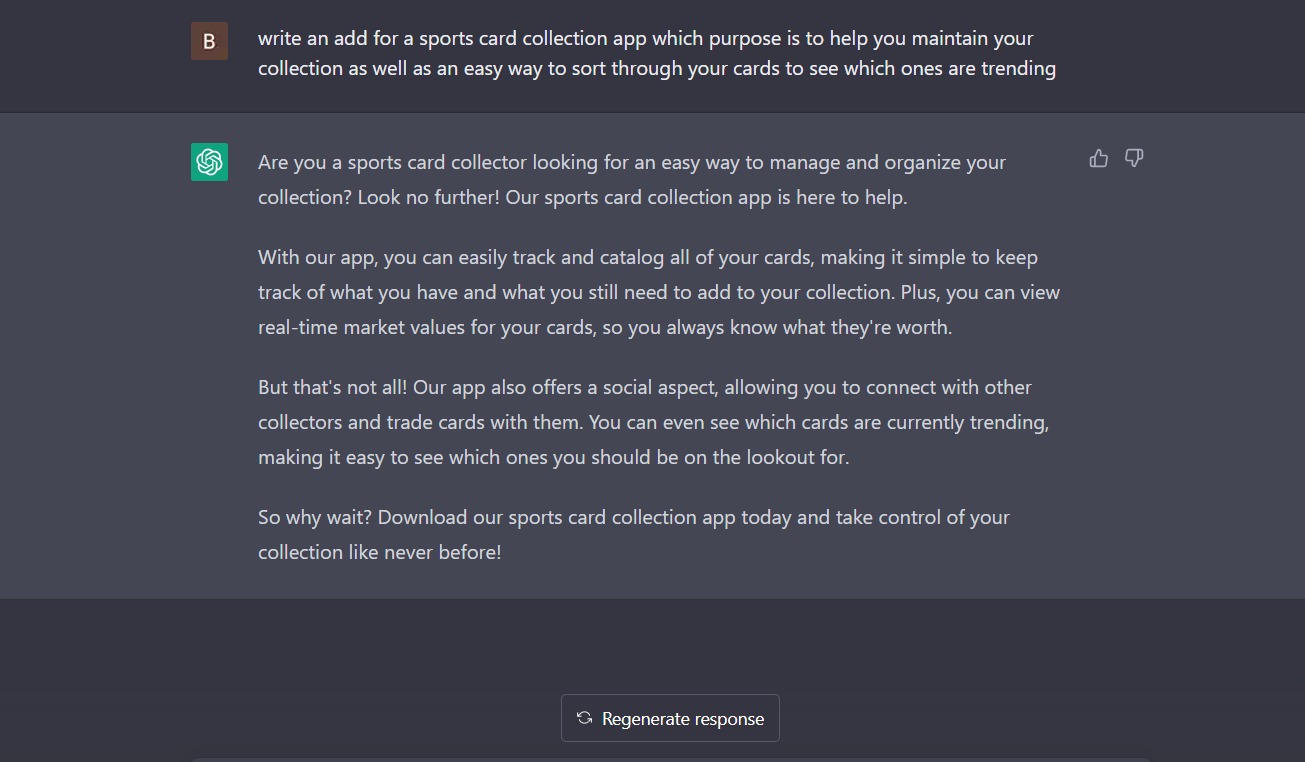 B
write an add for a sports card collection app which purpose is to help you maintain your
collection as well as an easy way to sort through your cards to see which ones are trending
Are you a sports card collector looking for an easy way to manage and organize your
collection? Look no further! Our sports card collection app is here to help.
With our app, you can easily track and catalog all of your cards, making it simple to keep
track of what you have and what you still need to add to your collection. Plus, you can view
real-time market values for your cards, so you always know what they're worth.
But that's not all! Our app also offers a social aspect, allowing you to connect with other
collectors and trade cards with them. You can even see which cards are currently trending,
making it easy to see which ones you should be on the lookout for.
So why wait? Download our sports card collection app today and take control of your
collection like never before!
Regenerate response